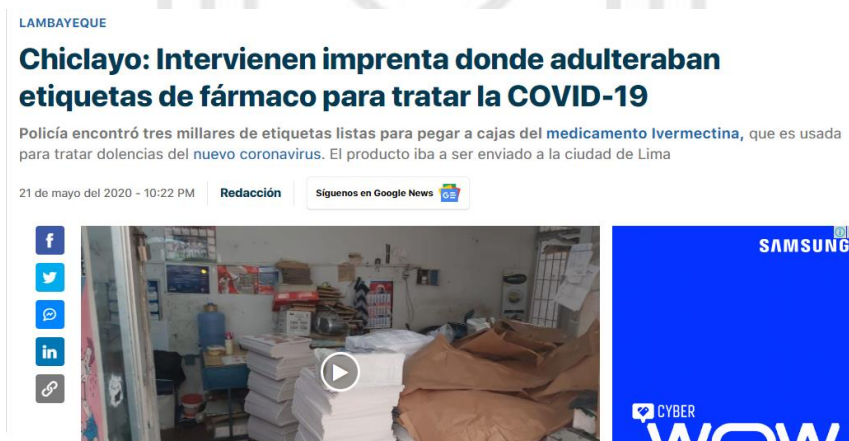 LAMBAYEQUE
Chiclayo: Intervienen imprenta donde adulteraban
etiquetas de fármaco para tratar la COVID-19
Policía encontró tres millares de etiquetas listas para pegar a cajas del medicamento Ivermectina, que es usada
para tratar dolencias del nuevo coronavirus. El producto iba a ser enviado a la ciudad de Lima
21 de mayo del 2020 - 10:22 PM Redacción Síguenos en Google News GE
SAMSUNG
CYBER
WOW